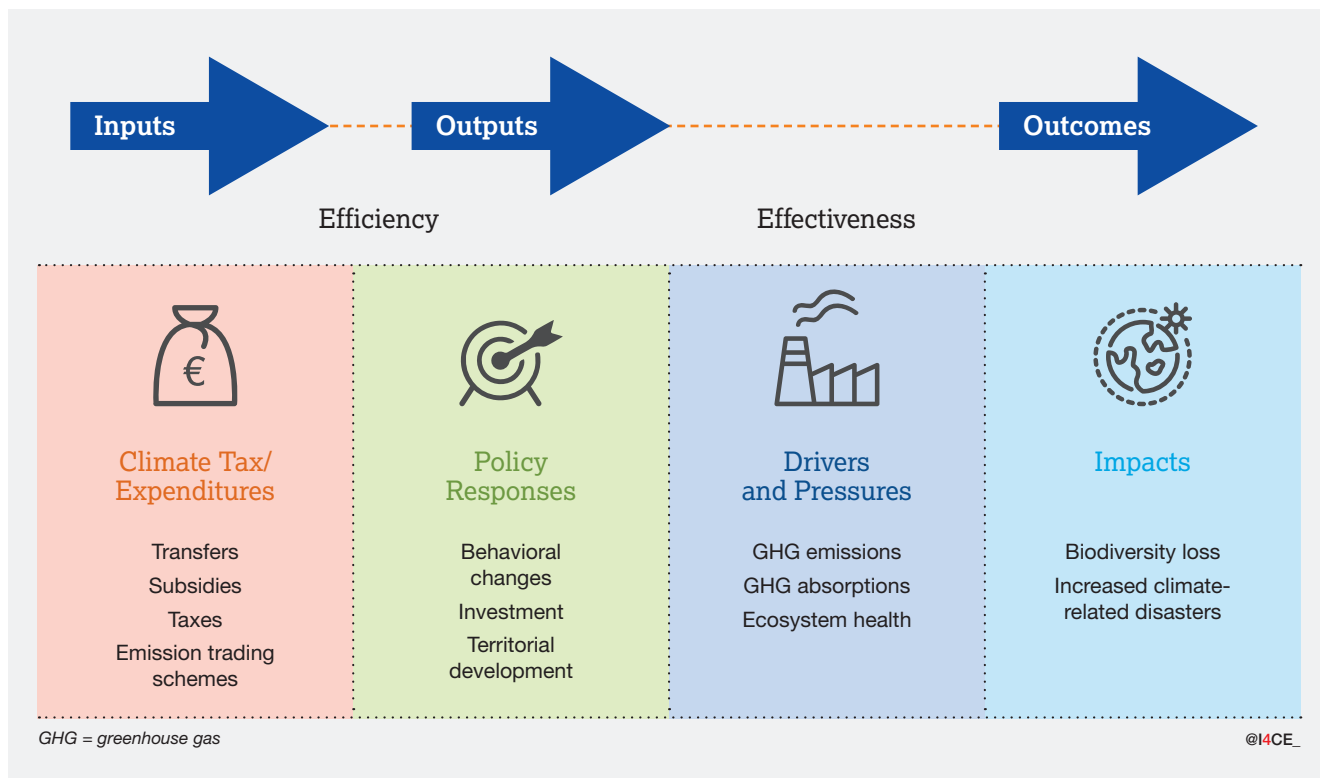 Inputs
Outputs
Outcomes
Efficiency
Effectiveness
€
Climate Tax/
Expenditures
Transfers
Subsidies
Taxes
Emission trading
schemes
Policy
Responses
Behavioral
changes
Investment
Territorial
development
Drivers
and Pressures
GHG emissions
GHG absorptions
Ecosystem health
Impacts
Biodiversity loss
Increased climate-
related disasters
GHG = greenhouse gas
@I4CE_